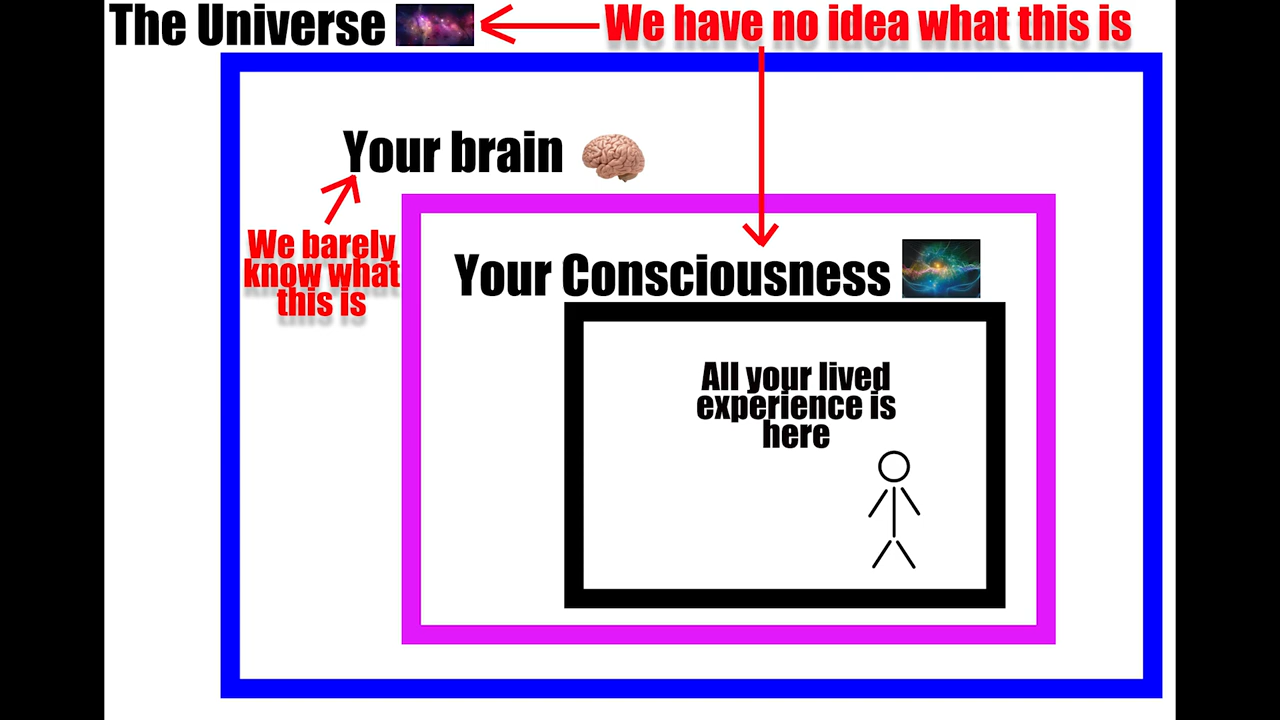 The Universe
We have no idea what this is
Your brain
We barely
know what
this is
Your Consciousness
All your lived
experience is
here